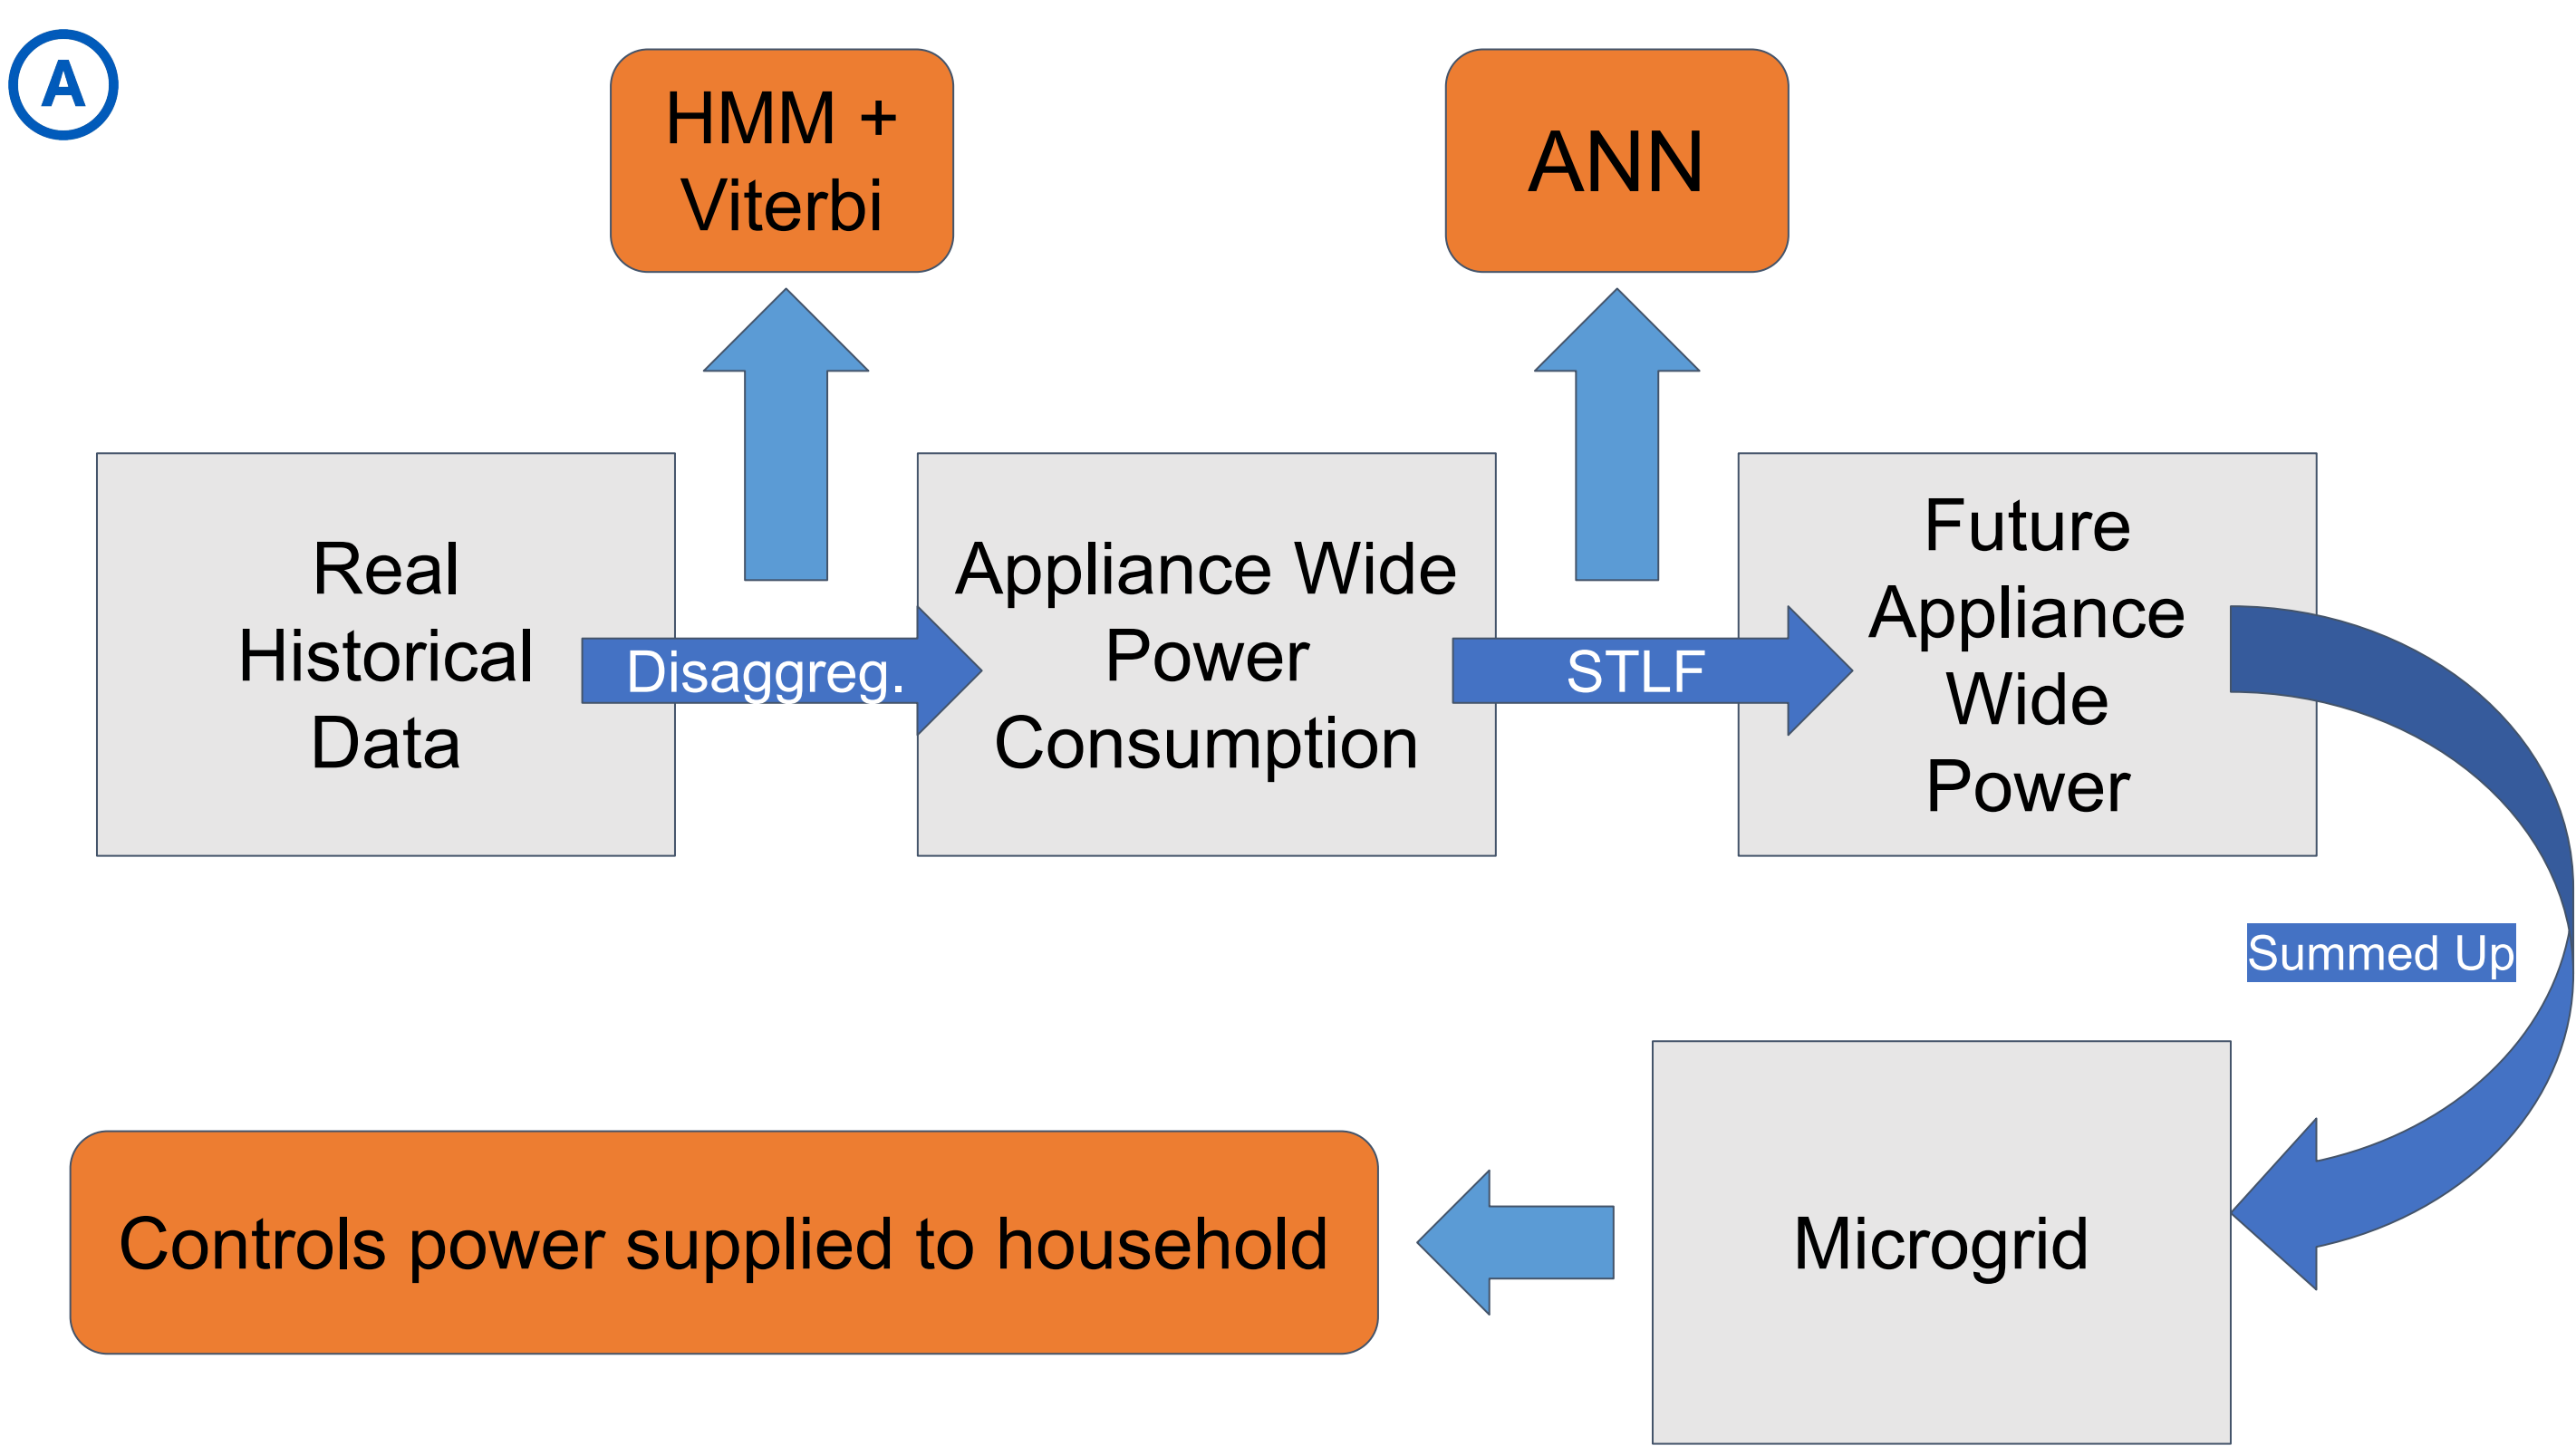 A
HMM +
Viterbi
ANN
Real
Historical
Data
Disaggreg.
Appliance Wide
Power
Consumption
STLF
Future
Appliance
Wide
Power
Summed Up
Controls power supplied to household
Microgrid